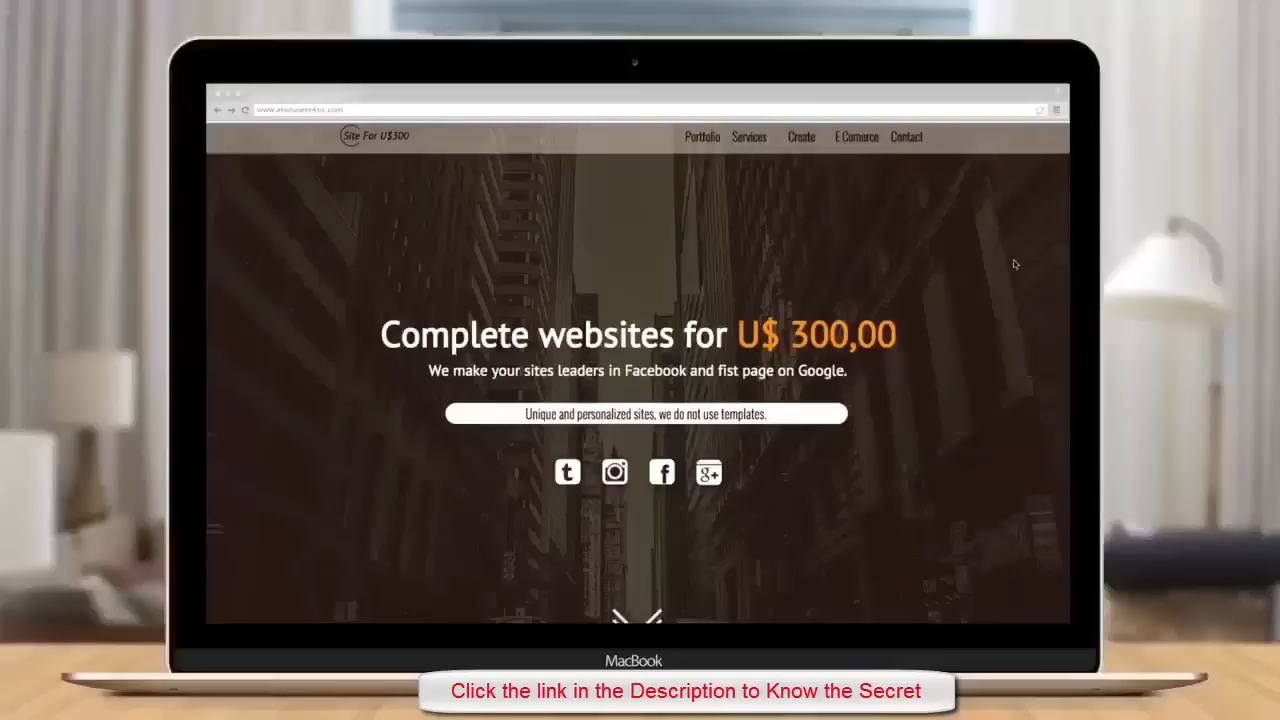 Site For U$300
Portfolio Services Create E Comorce Contact
Complete websites for U$ 300,00
We make your sites leaders in Facebook and fist page on Google.
Unique and personalized sites, we do not use templates.
MacBook
Click the link in the Description to Know the Secret